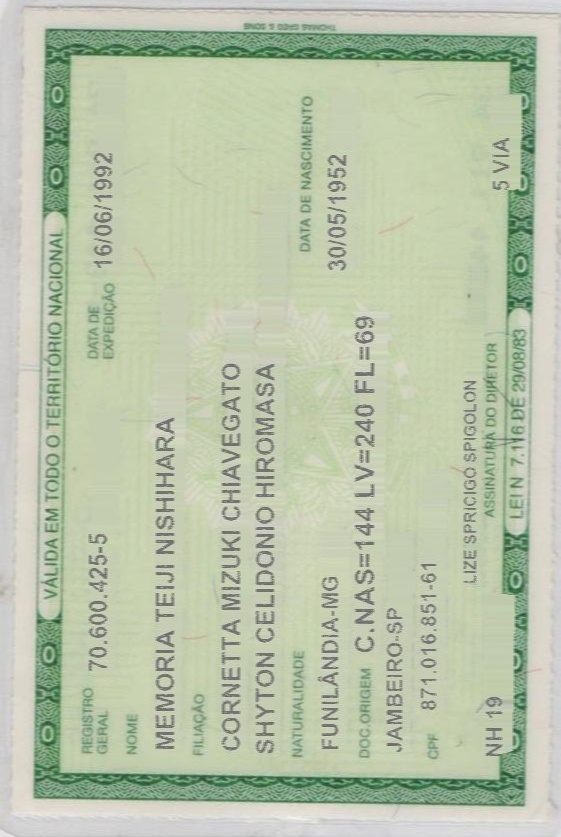 VÁLIDA EM TODO O TERRITÓRIO NACIONAL
REGISTRO GERAL 70.600.425-5 DATA DE EXPEDIÇÃO 16/06/1992
NOME
MEMORIA TEIJI NISHIHARA
FILIAÇÃO
CORNETTA MIZUKI CHIAVEGATO
SHYTON CELIDONIO HIROMASA
NATURALIDADE DATA DE NASCIMENTO
FUNILÂNDIA-MG 30/05/1952
DOC.ORIGEM C.NAS=144 LV=240 FL=69
JAMBEIRO-SP
CPF 871.016.851-61
LIZE SPRICIGO SPIGOLON
ASSINATURA DO DIRETOR
NH 19 5 VIA
LEI N 7.116 DE 29/08/83
THOMAS GREG & SONS